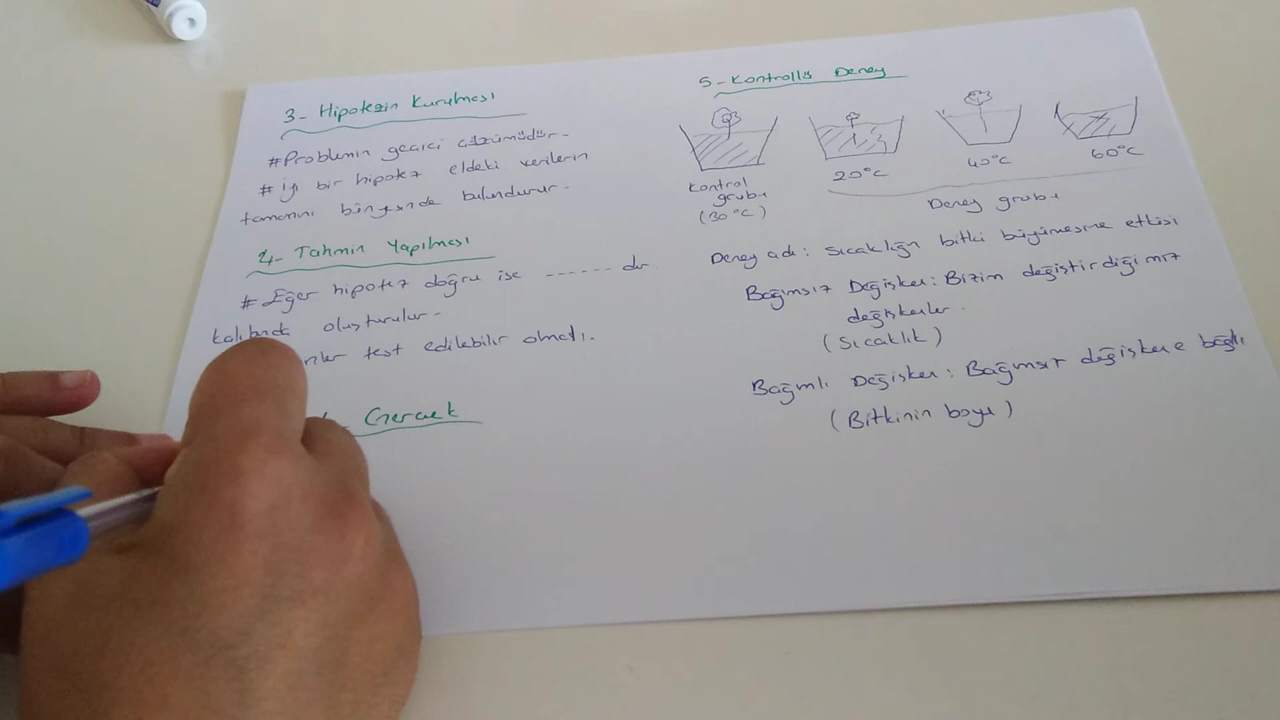 3- Hipotezin Kurulması
#Problemin geçici çözümüdür-
# iyi bir hipotez eldeki verilerin
tamamını bünyesinde bulundurur-
4- Tahmin Yapılması
# Eğer hipotez doğru ise ------ dır
kalıbında oluşturulur-
test edilebilir olmalı.
Gerçek
5-Kontrollü Deney
Kontrol
grubu
(30°C)
20°C
40°C
60°C
Deney grubu
Deney adı: Sıcaklığın bitki büyümesine etkisi
Bağımsız Değişken: Bizim değiştirdiğimiz
değişkenler.
(Sıcaklık)
Bağımlı Değişken: Bağımsız değişkene bağlı
(Bitkinin boyu)